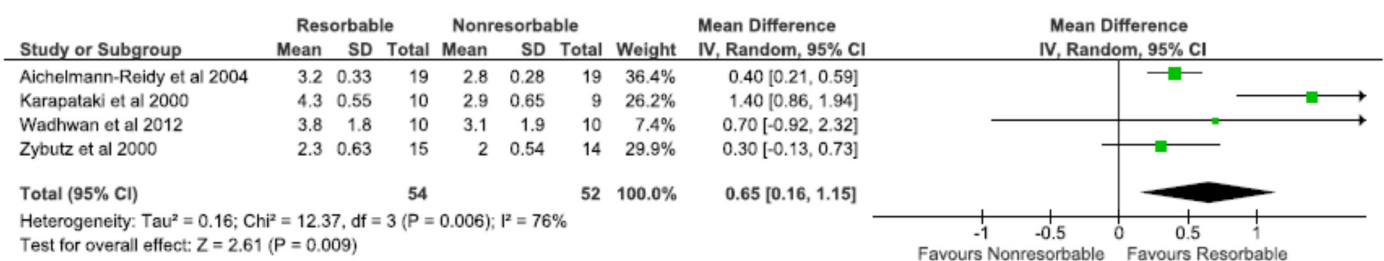 Resorbable Nonresorbable Mean Difference Mean Difference
Study or Subgroup Mean SD Total Mean SD Total Weight IV, Random, 95% CI IV, Random, 95% CI
Aichelmann-Reidy et al 2004 3.2 0.33 19 2.8 0.28 19 36.4% 0.40 [0.21, 0.59]
Karapataki et al 2000 4.3 0.55 10 2.9 0.65 9 26.2% 1.40 [0.86, 1.94]
Wadhwan et al 2012 3.8 1.8 10 3.1 1.9 10 7.4% 0.70 [-0.92, 2.32]
Zybutz et al 2000 2.3 0.63 15 2 0.54 14 29.9% 0.30 [-0.13, 0.73]
Total (95% CI) 54 52 100.0% 0.65 [0.16, 1.15]
Heterogeneity: Tau² = 0.16; Chi² = 12.37, df = 3 (P = 0.006); I² = 76%
Test for overall effect: Z = 2.61 (P = 0.009)
-1 -0.5 0 0.5 1
Favours Nonresorbable Favours Resorbable